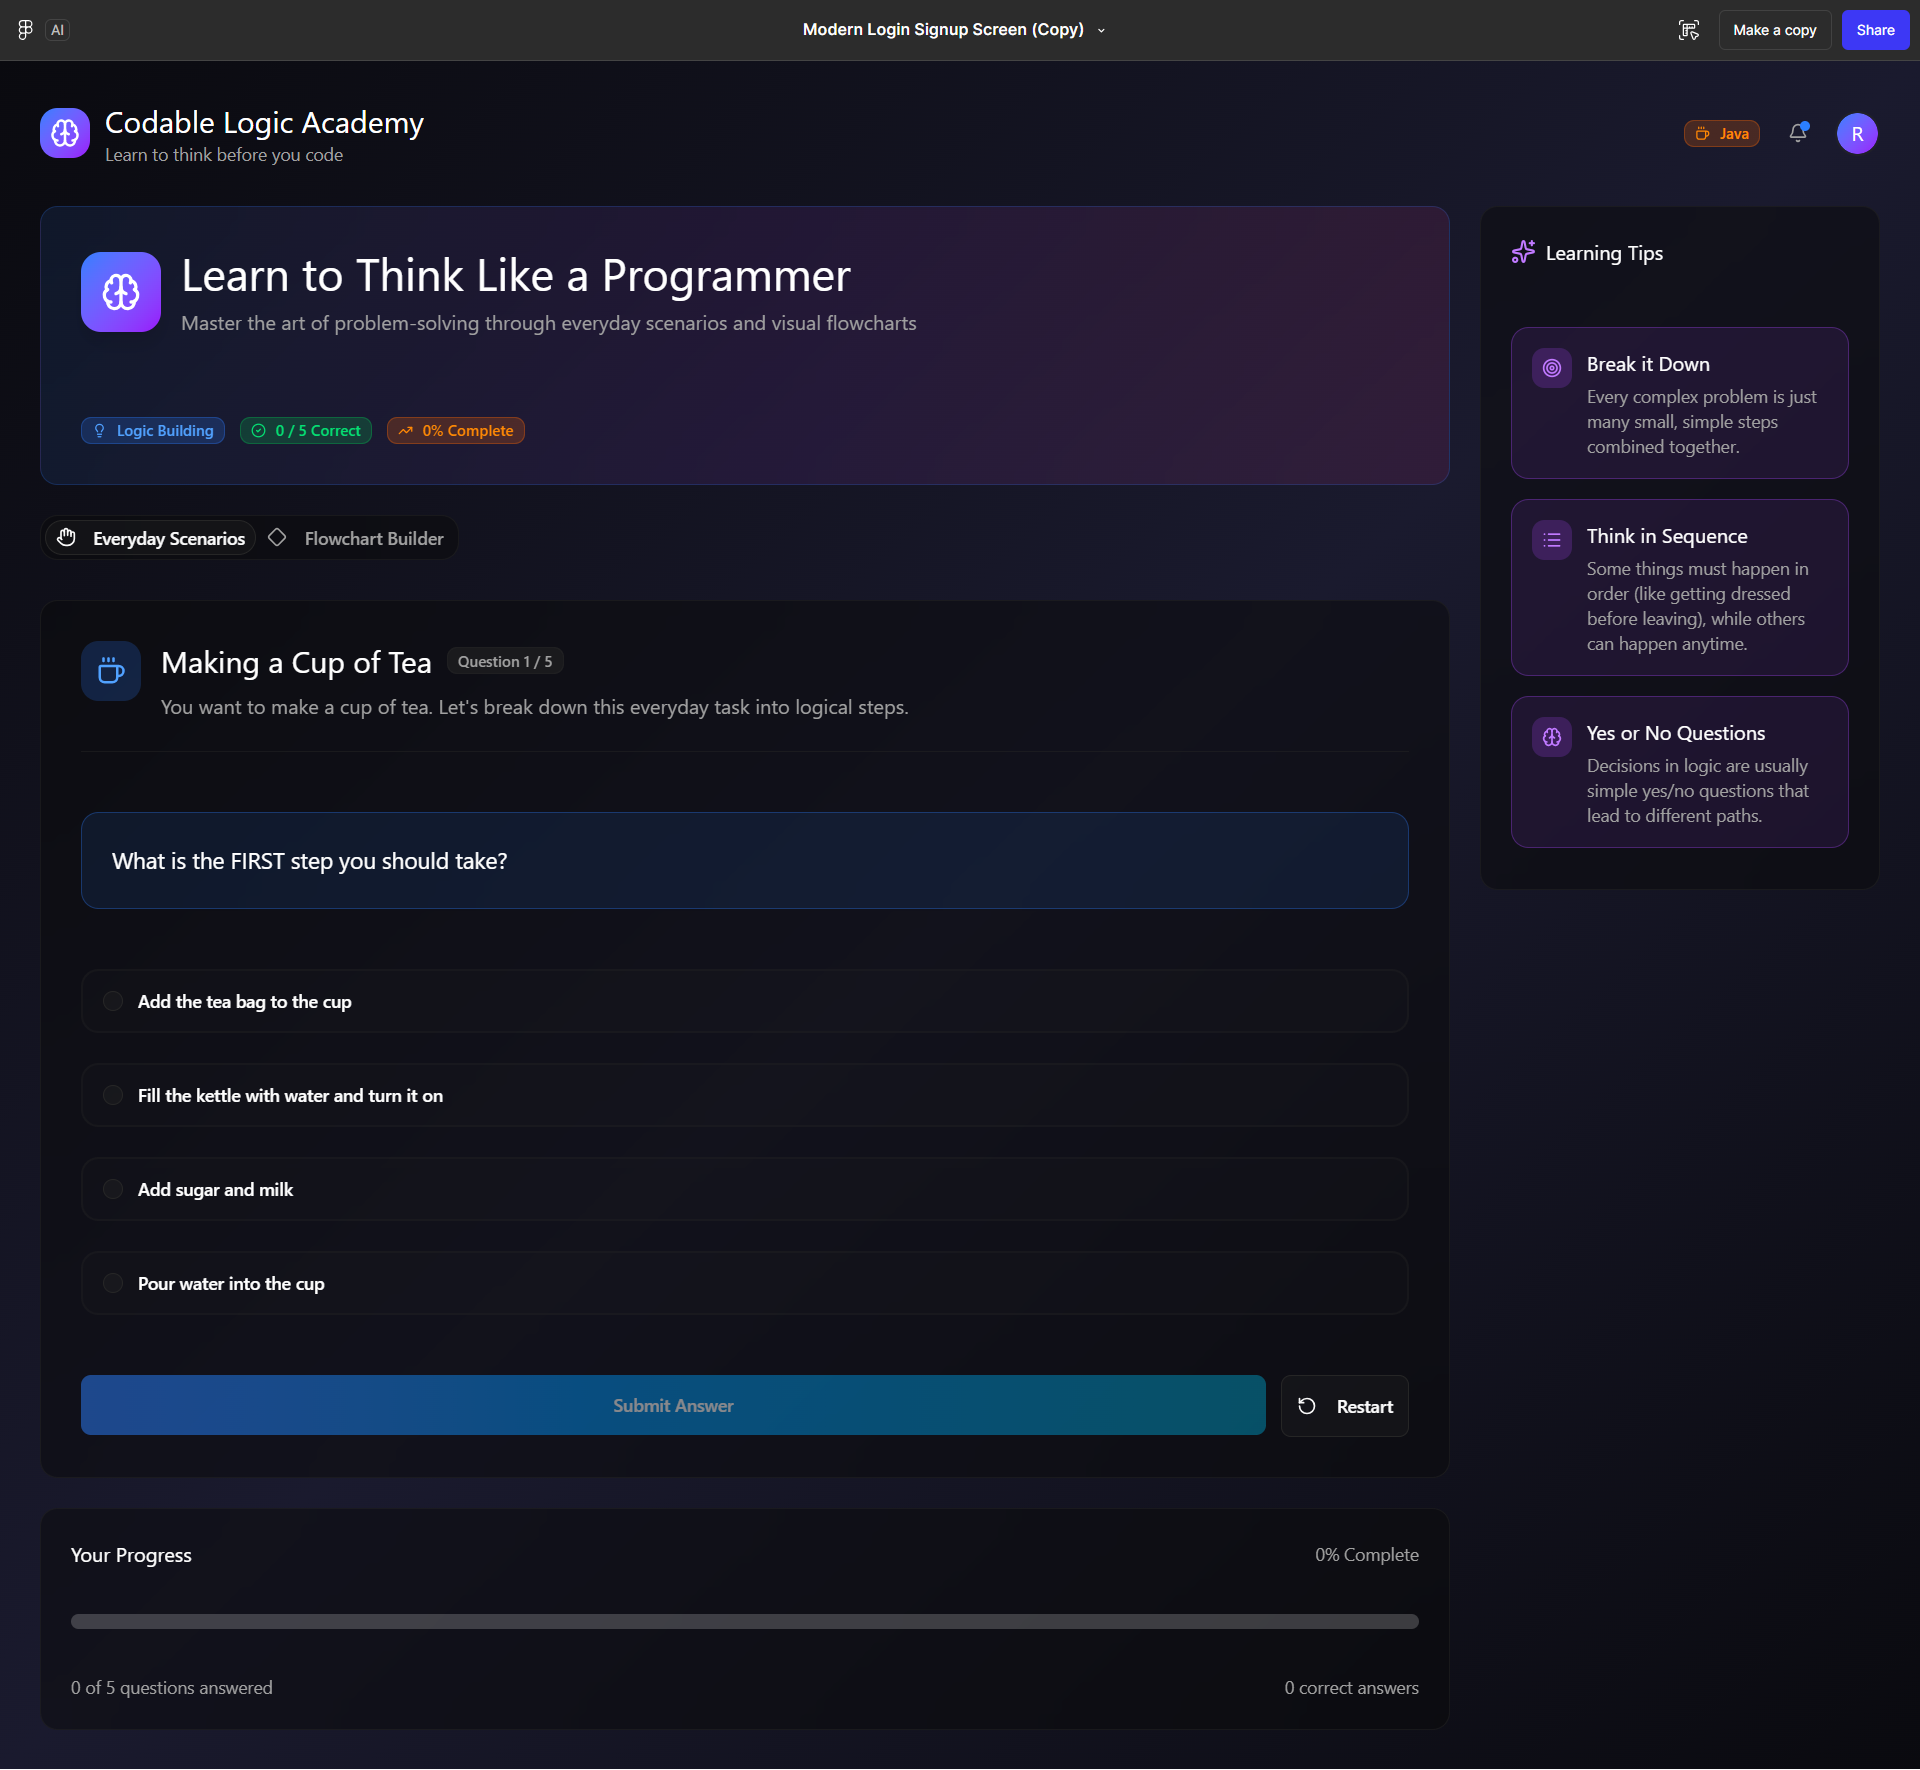 AI
Modern Login Signup Screen (Copy)
Make a copy
Share
Codable Logic Academy
Learn to think before you code
Java
R
Learn to Think Like a Programmer
Master the art of problem-solving through everyday scenarios and visual flowcharts
Logic Building
0 / 5 Correct
0% Complete
Everyday Scenarios
Flowchart Builder
Making a Cup of Tea
Question 1 / 5
You want to make a cup of tea. Let's break down this everyday task into logical steps.
What is the FIRST step you should take?
Add the tea bag to the cup
Fill the kettle with water and turn it on
Add sugar and milk
Pour water into the cup
Submit Answer
Restart
Your Progress
0% Complete
0 of 5 questions answered
0 correct answers
Learning Tips
Break it Down
Every complex problem is just
many small, simple steps
combined together.
Think in Sequence
Some things must happen in
order (like getting dressed
before leaving), while others
can happen anytime.
Yes or No Questions
Decisions in logic are usually
simple yes/no questions that
lead to different paths.